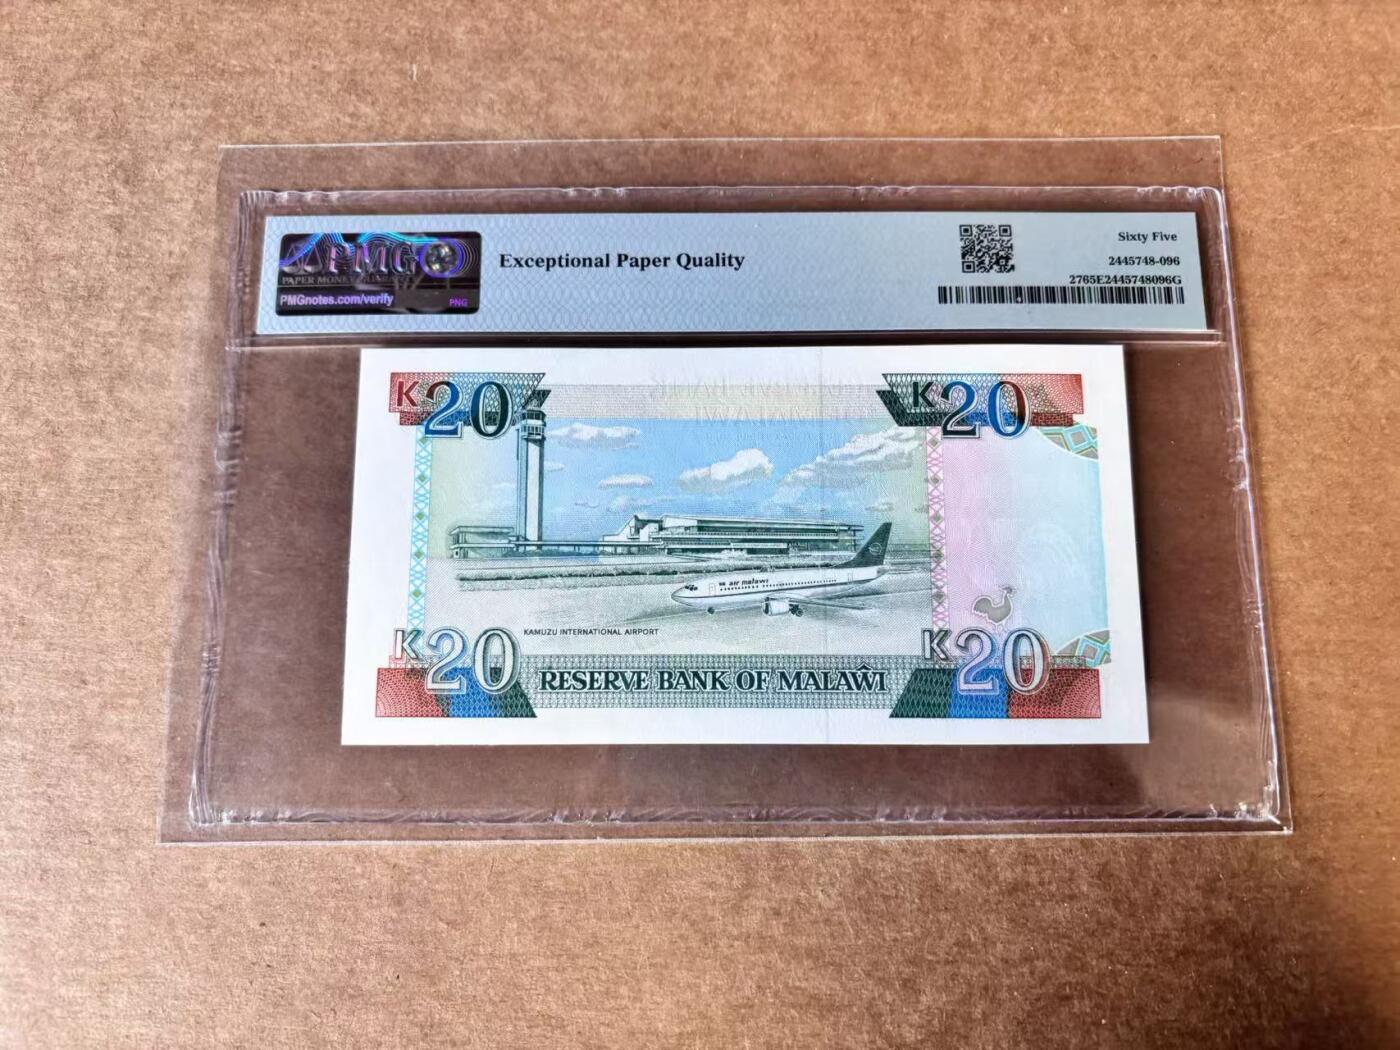 PMG
PAPER MONEY
PMGnotes.com/verify
PNG
Exceptional Paper Quality
Sixty Five
2445748-096
2765E2445748096G
K20
K20
air malawi
KAMUZU INTERNATIONAL AIRPORT
K20
RESERVE BANK OF MALAŴI
K20